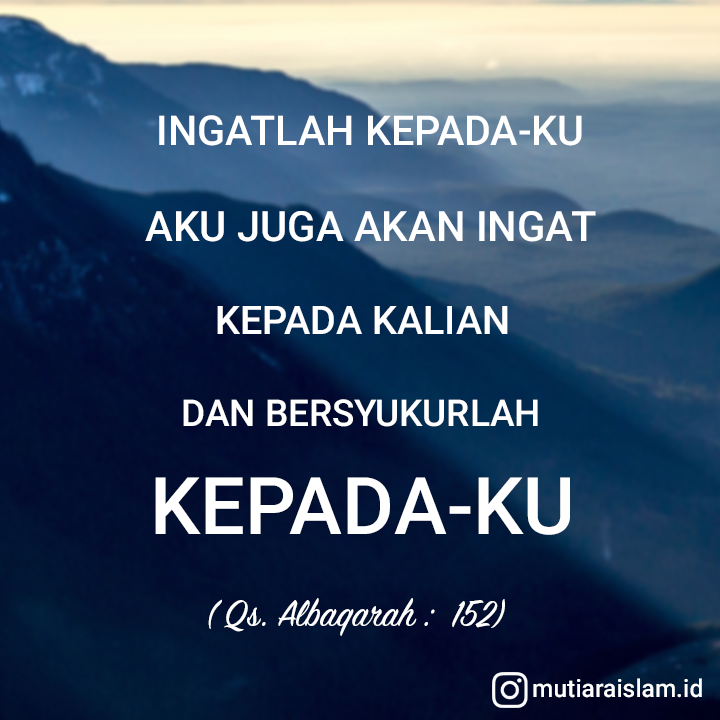 INGATLAH KEPADA-KU
AKU JUGA AKAN INGAT
KEPADA KALIAN
DAN BERSYUKURLAH
KEPADA-KU
( Qs. Albaqarah : 152)
mutiaraislam.id